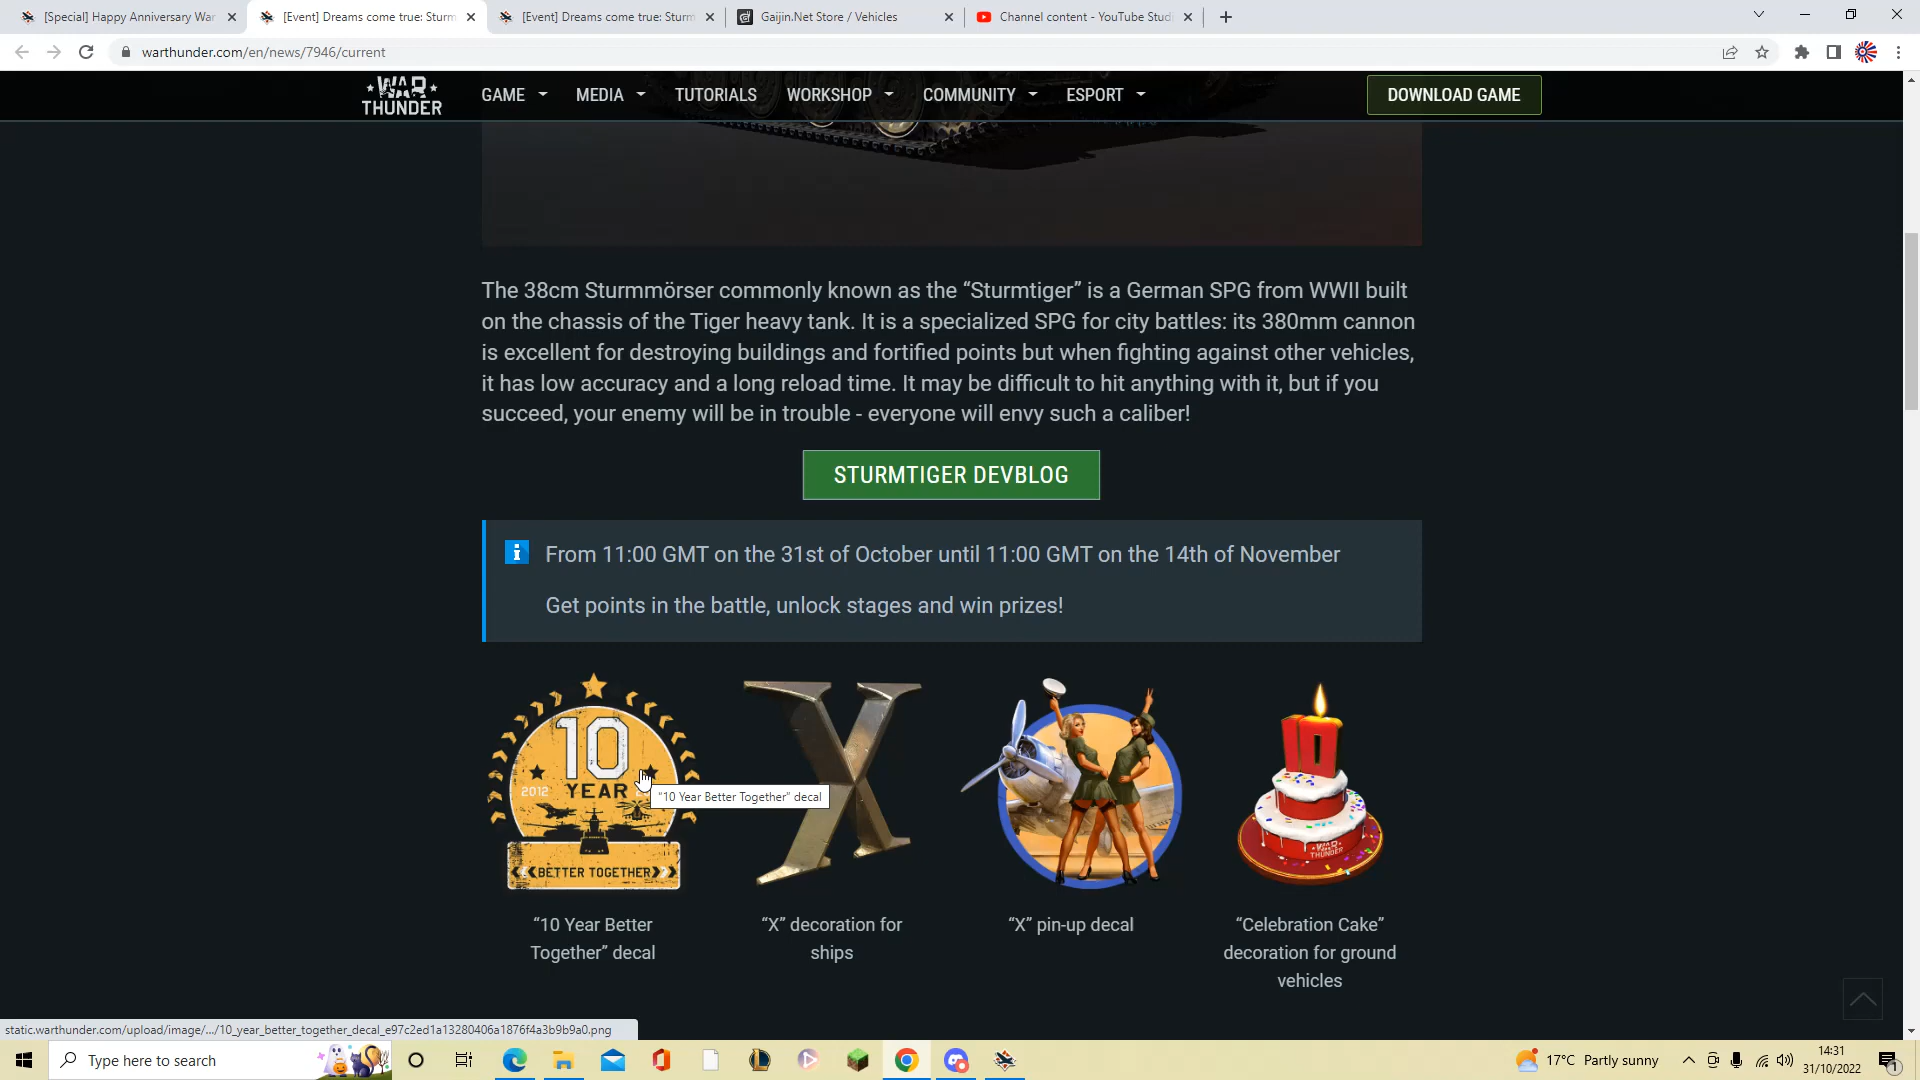 [Special] Happy Anniversary War
[Event] Dreams come true: Sturm
[Event] Dreams come true: Sturm
Gaijin.Net Store / Vehicles
Channel content - YouTube Stud
warthunder.com/en/news/7946/current
WAR THUNDER
GAME
MEDIA
TUTORIALS
WORKSHOP
COMMUNITY
ESPORT
DOWNLOAD GAME
The 38cm Sturmmörser commonly known as the “Sturmtiger” is a German SPG from WWII built
on the chassis of the Tiger heavy tank. It is a specialized SPG for city battles: its 380mm cannon
is excellent for destroying buildings and fortified points but when fighting against other vehicles,
it has low accuracy and a long reload time. It may be difficult to hit anything with it, but if you
succeed, your enemy will be in trouble - everyone will envy such a caliber!
STURMTIGER DEVBLOG
From 11:00 GMT on the 31st of October until 11:00 GMT on the 14th of November
Get points in the battle, unlock stages and win prizes!
10
2012
YEAR
BETTER TOGETHER
“10 Year Better Together” decal
X
10
WAR THUNDER
“10 Year Better
Together” decal
“X” decoration for
ships
“X” pin-up decal
“Celebration Cake”
decoration for ground
vehicles
static.warthunder.com/upload/image/.../10_year_better_together_decal_e97c2ed1a13280406a1876f4a3b9b9a0.png
Type here to search
17°C Partly sunny
14:31
31/10/2022
1